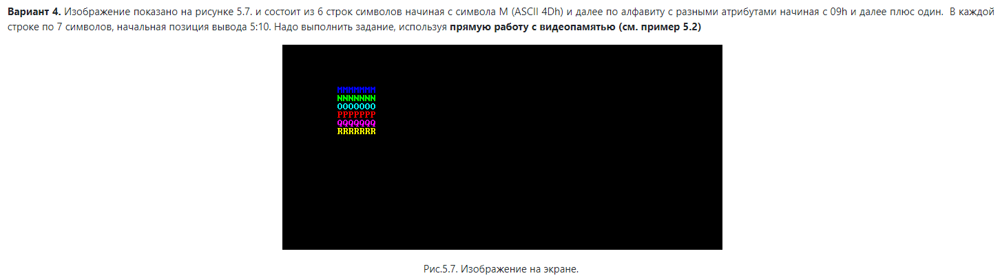 Вариант 4. Изображение показано на рисунке 5.7. и состоит из 6 строк символов начиная с символа M (ASCII 4Dh) и далее по алфавиту с разными атрибутами начиная с 09h и далее плюс один. В каждой
строке по 7 символов, начальная позиция вывода 5:10. Надо выполнить задание, используя прямую работу с видеопамятью (см. пример 5.2)
MMMMMMM
NNNNNNN
OOOOOOO
PPPPPPP
QQQQQQQ
RRRRRRR
Рис.5.7. Изображение на экране.